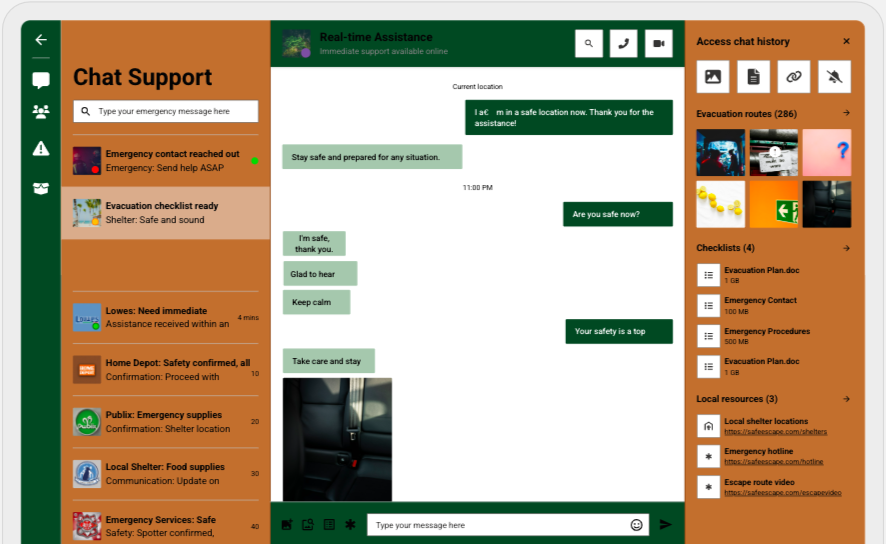 Chat Support
Type your emergency message here
Emergency contact reached out
Emergency: Send help ASAP
Evacuation checklist ready
Shelter: Safe and sound
Lowes: Need immediate
Assistance received within an
4 mins
Home Depot: Safety confirmed, all
Confirmation: Proceed with
10
Publix: Emergency supplies
Confirmation: Shelter location
20
Local Shelter: Food supplies
Communication: Update on
30
Emergency Services: Safe
Safety: Spotter confirmed,
40
Real-time Assistance
Immediate support available online
Current location
I a€ m in a safe location now. Thank you for the
assistance!
Stay safe and prepared for any situation.
11:00 PM
Are you safe now?
I'm safe,
thank you.
Glad to hear
Keep calm
Your safety is a top
Take care and stay
Type your message here
Access chat history
Evacuation routes (286)
Checklists (4)
Evacuation Plan.doc
1 GB
Emergency Contact
100 MB
Emergency Procedures
500 MB
Evacuation Plan.doc
1 GB
Local resources (3)
Local shelter locations
https://safeescape.com/shelters
Emergency hotline
https://safeescape.com/hotline
Escape route video
https://safeescape.com/escapevideo